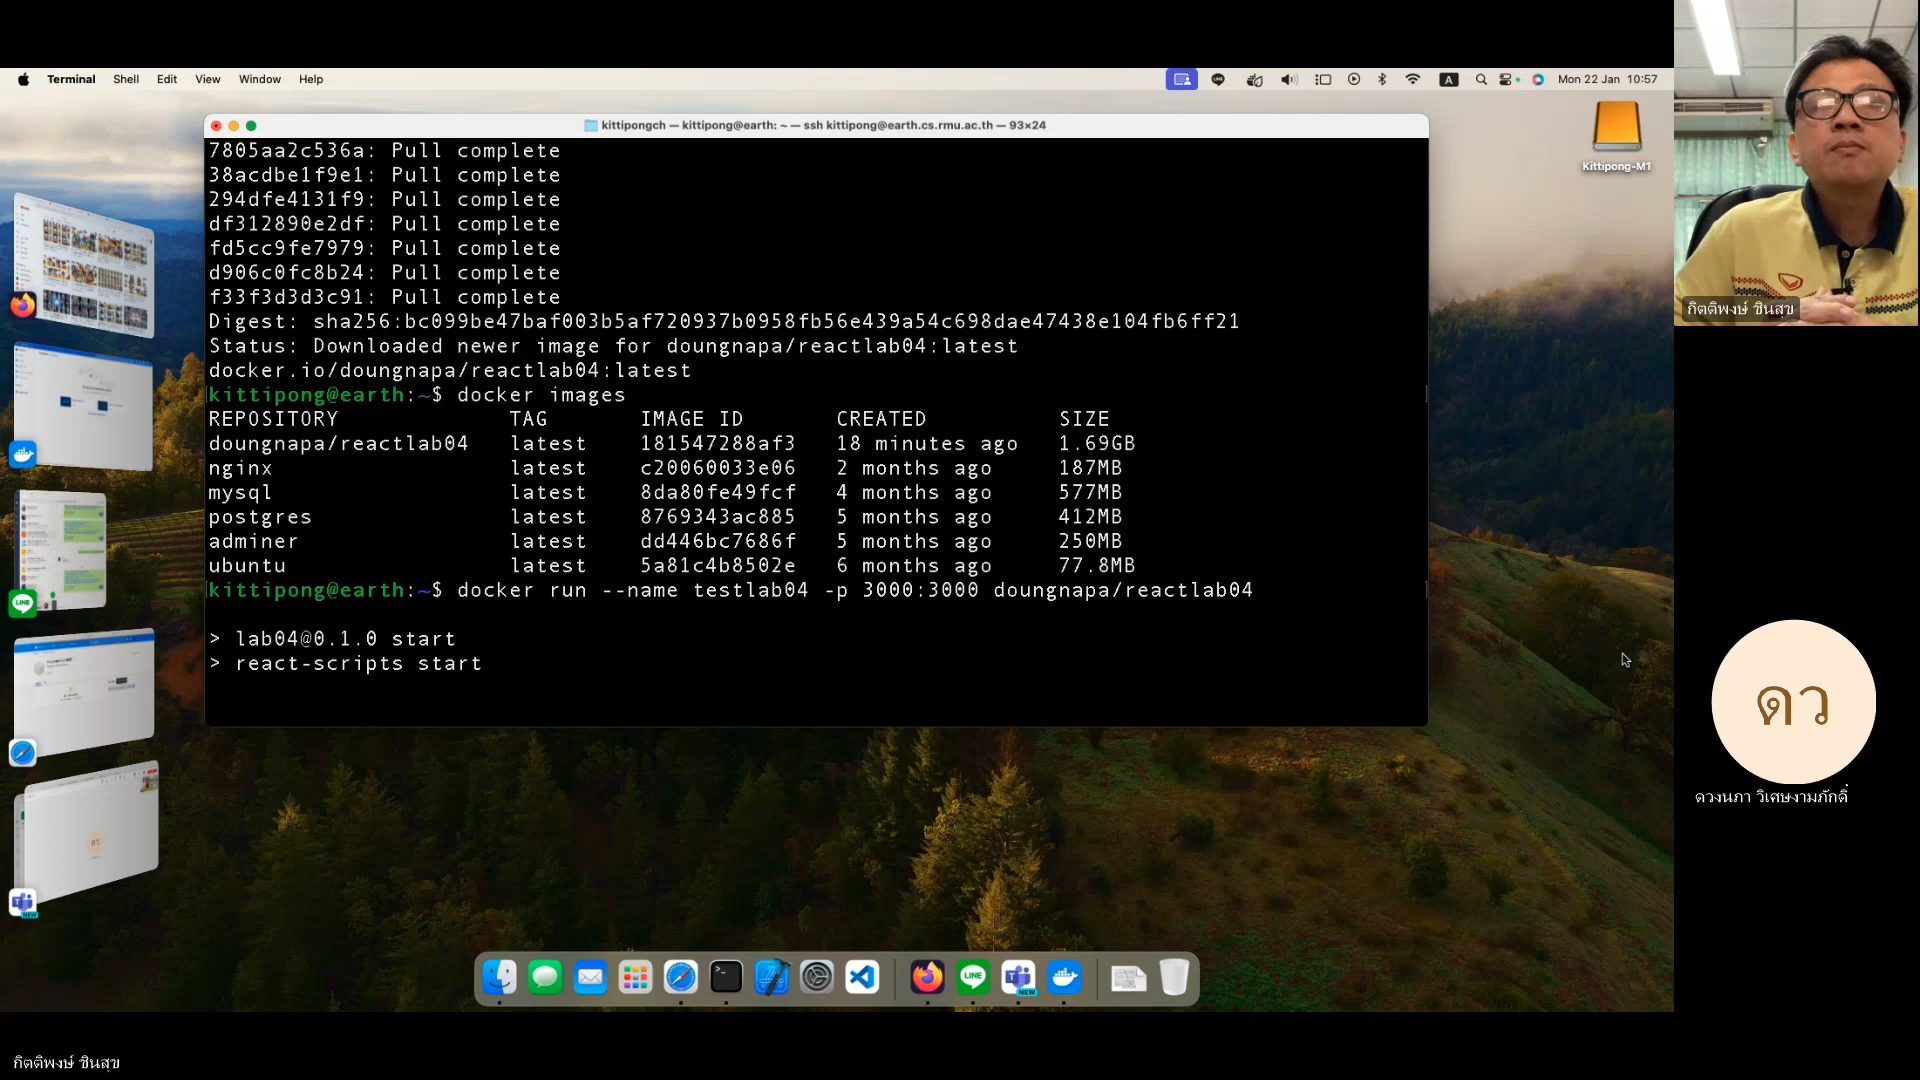 Terminal Shell Edit View Window Help
A
Mon 22 Jan 10:57
kittipongch — kittipong@earth: ~ — ssh kittipong@earth.cs.rmu.ac.th — 93×24
7805aa2c536a: Pull complete
38acdbe1f9e1: Pull complete
294dfe4131f9: Pull complete
df312890e2df: Pull complete
fd5cc9fe7979: Pull complete
d906c0fc8b24: Pull complete
f33f3d3d3c91: Pull complete
Digest: sha256:bc099be47baf003b5af720937b0958fb56e439a54c698dae47438e104fb6ff21
Status: Downloaded newer image for doungnapa/reactlab04:latest
docker.io/doungnapa/reactlab04:latest
kittipong@earth:~$ docker images
REPOSITORY TAG IMAGE ID CREATED SIZE
doungnapa/reactlab04 latest 181547288af3 18 minutes ago 1.69GB
nginx latest c20060033e06 2 months ago 187MB
mysql latest 8da80fe49fcf 4 months ago 577MB
postgres latest 8769343ac885 5 months ago 412MB
adminer latest dd446bc7686f 5 months ago 250MB
ubuntu latest 5a81c4b8502e 6 months ago 77.8MB
kittipong@earth:~$ docker run --name testlab04 -p 3000:3000 doungnapa/reactlab04
> lab04@0.1.0 start
> react-scripts start
Kittipong-M1
กิตติพงษ์ ชินสุข
ดว
ดวงนภา วิเศษงามภักดิ์
LINE
NEW
LINE
NEW
กิตติพงษ์ ชินสุข